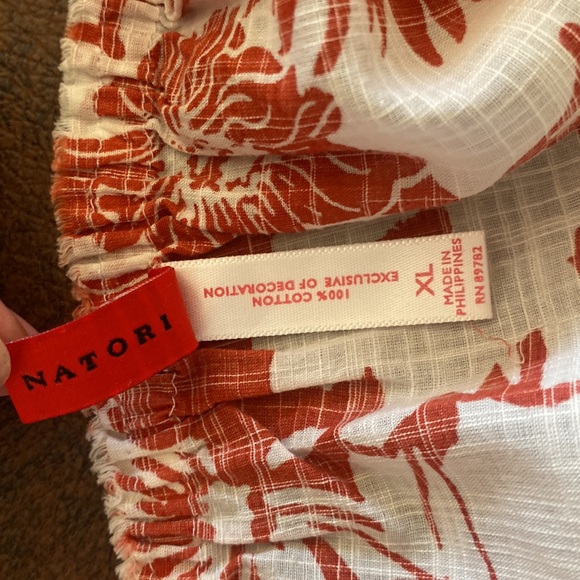 NATORI
100% COTTON
EXCLUSIVE OF DECORATION
XL
MADE IN
PHILIPPINES
RN 89782